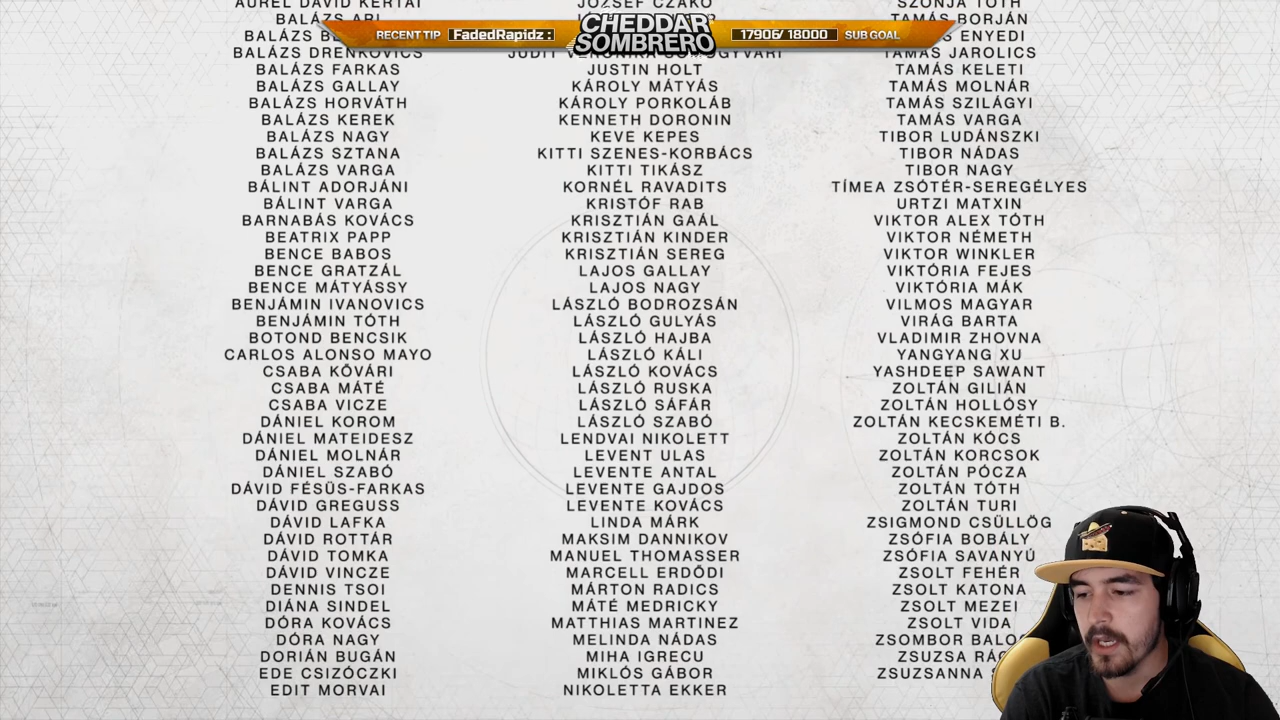 CHEDDAR
SOMBRERO
RECENT TIP FadedRapidz :
17906/ 18000 SUB GOAL
AUREL DÁVID KERTAI
BALÁZS ARI
BALÁZS
BALÁZS DRENKOVICS
BALÁZS FARKAS
BALÁZS GALLAY
BALÁZS HORVÁTH
BALÁZS KEREK
BALÁZS NAGY
BALÁZS SZTANA
BALÁZS VARGA
BÁLINT ADORJÁNI
BÁLINT VARGA
BARNABÁS KOVÁCS
BEATRIX PAPP
BENCE BABOS
BENCE GRATZÁL
BENCE MÁTYÁSSY
BENJÁMIN IVANOVICS
BENJÁMIN TÓTH
BOTOND BENCSIK
CARLOS ALONSO MAYO
CSABA KŐVÁRI
CSABA MÁTÉ
CSABA VICZE
DÁNIEL KOROM
DÁNIEL MATEIDESZ
DÁNIEL MOLNÁR
DÁNIEL SZABÓ
DÁVID FÉSÜS-FARKAS
DÁVID GREGUSS
DÁVID LAFKA
DÁVID ROTTÁR
DÁVID TOMKA
DÁVID VINCZE
DENNIS TSOI
DIÁNA SINDEL
DÓRA KOVÁCS
DÓRA NAGY
DORIÁN BUGÁN
EDE CSIZÓCZKI
EDIT MORVAI
JÓZSEF CZAKÓ
JUDIT VERONIKA SOMOGYVÁRI
JUSTIN HOLT
KÁROLY MÁTYÁS
KÁROLY PORKOLÁB
KENNETH DORONIN
KEVE KEPES
KITTI SZENES-KORBÁCS
KITTI TIKÁSZ
KORNÉL RAVADITS
KRISTÓF RAB
KRISZTIÁN GAÁL
KRISZTIÁN KINDER
KRISZTIÁN SEREG
LAJOS GALLAY
LAJOS NAGY
LÁSZLÓ BODROZSÁN
LÁSZLÓ GULYÁS
LÁSZLÓ HAJBA
LÁSZLÓ KÁLI
LÁSZLÓ KOVÁCS
LÁSZLÓ RUSKA
LÁSZLÓ SÁFÁR
LÁSZLÓ SZABÓ
LENDVAI NIKOLETT
LEVENT ULAS
LEVENTE ANTAL
LEVENTE GAJDOS
LEVENTE KOVÁCS
LINDA MÁRK
MAKSIM DANNIKOV
MANUEL THOMASSER
MARCELL ERDŐDI
MÁRTON RADICS
MÁTÉ MEDRICKY
MATTHIAS MARTINEZ
MELINDA NÁDAS
MIHA IGRECU
MIKLÓS GÁBOR
NIKOLETTA EKKER
SZONJA TÓTH
TAMÁS BORJÁN
ENYEDI
TAMÁS JAROLICS
TAMÁS KELETI
TAMÁS MOLNÁR
TAMÁS SZILÁGYI
TAMÁS VARGA
TIBOR LUDÁNSZKI
TIBOR NÁDAS
TIBOR NAGY
TÍMEA ZSÓTÉR-SEREGÉLYES
URTZI MATXIN
VIKTOR ALEX TÓTH
VIKTOR NÉMETH
VIKTOR WINKLER
VIKTÓRIA FEJES
VIKTÓRIA MÁK
VILMOS MAGYAR
VIRÁG BARTA
VLADIMIR ZHOVNA
YANGYANG XU
YASHDEEP SAWANT
ZOLTÁN GILIÁN
ZOLTÁN HOLLÓSY
ZOLTÁN KECSKEMÉTI B.
ZOLTÁN KÓCS
ZOLTÁN KORCSOK
ZOLTÁN PÓCZA
ZOLTÁN TÓTH
ZOLTÁN TURI
ZSIGMOND CSÜLLÖG
ZSÓFIA BOBÁLY
ZSÓFIA SAVANYÚ
ZSOLT FEHÉR
ZSOLT KATONA
ZSOLT MEZEI
ZSOLT VIDA
ZSOMBOR
ZSUZSA
ZSUZSANNA